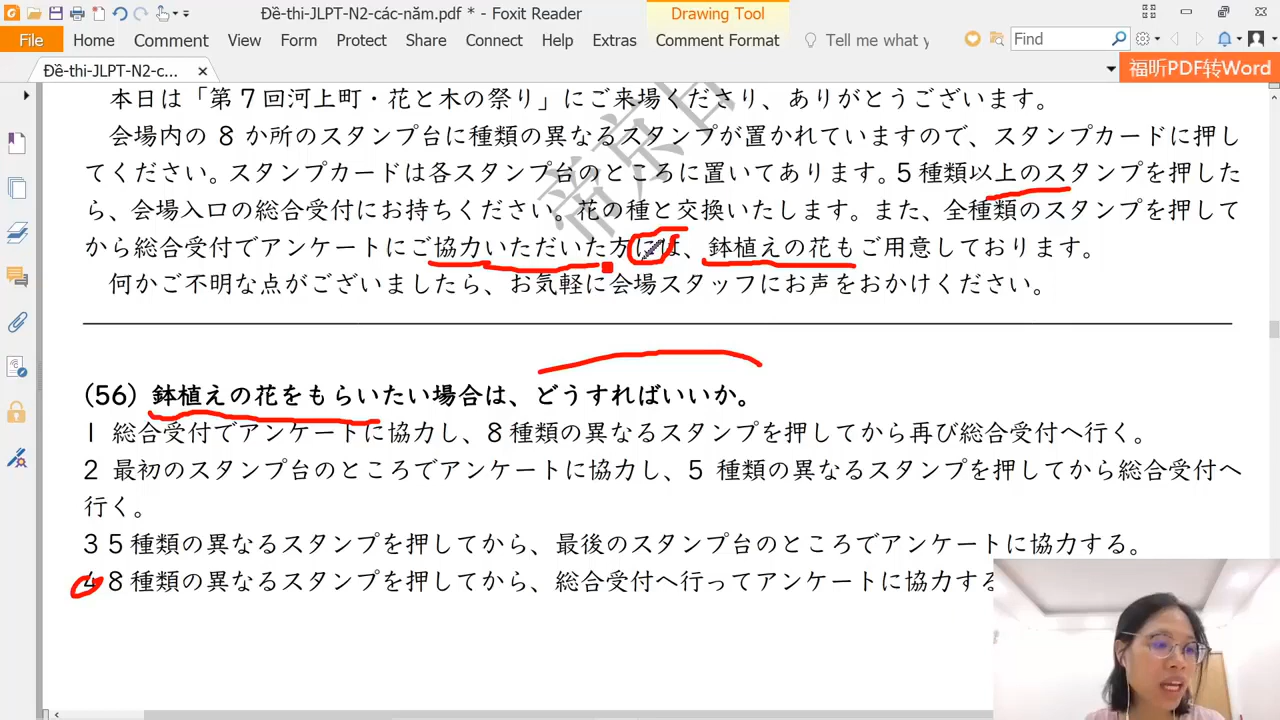 Đề-thi-JLPT-N2-các-năm.pdf * - Foxit Reader
Drawing Tool
File Home Comment View Form Protect Share Connect Help Extras Comment Format Tell me what y Find
Đề-thi-JLPT-N2-c...
福昕PDF转Word
本日は「第7回河上町・花と木の祭り」にご来場くださり、ありがとうございます。
会場内の 8 か所のスタンプ台に種類の異なるスタンプが置かれていますので、スタンプカードに押し
てください。スタンプカードは各スタンプ台のところに置いてあります。5 種類以上のスタンプを押した
ら、会場入口の総合受付にお持ちください。花の種と交換いたします。また、全種類のスタンプを押して
から総合受付でアンケートにご協力いただいた方には、鉢植えの花もご用意しております。
何かご不明な点がございましたら、お気軽に会場スタッフにお声をおかけください。
(56) 鉢植えの花をもらいたい場合は、どうすればいいか。
1 総合受付でアンケートに協力し、8 種類の異なるスタンプを押してから再び総合受付へ行く。
2 最初のスタンプ台のところでアンケートに協力し、5 種類の異なるスタンプを押してから総合受付へ
行く。
3 5 種類の異なるスタンプを押してから、最後のスタンプ台のところでアンケートに協力する。
4 8 種類の異なるスタンプを押してから、総合受付へ行ってアンケートに協力する